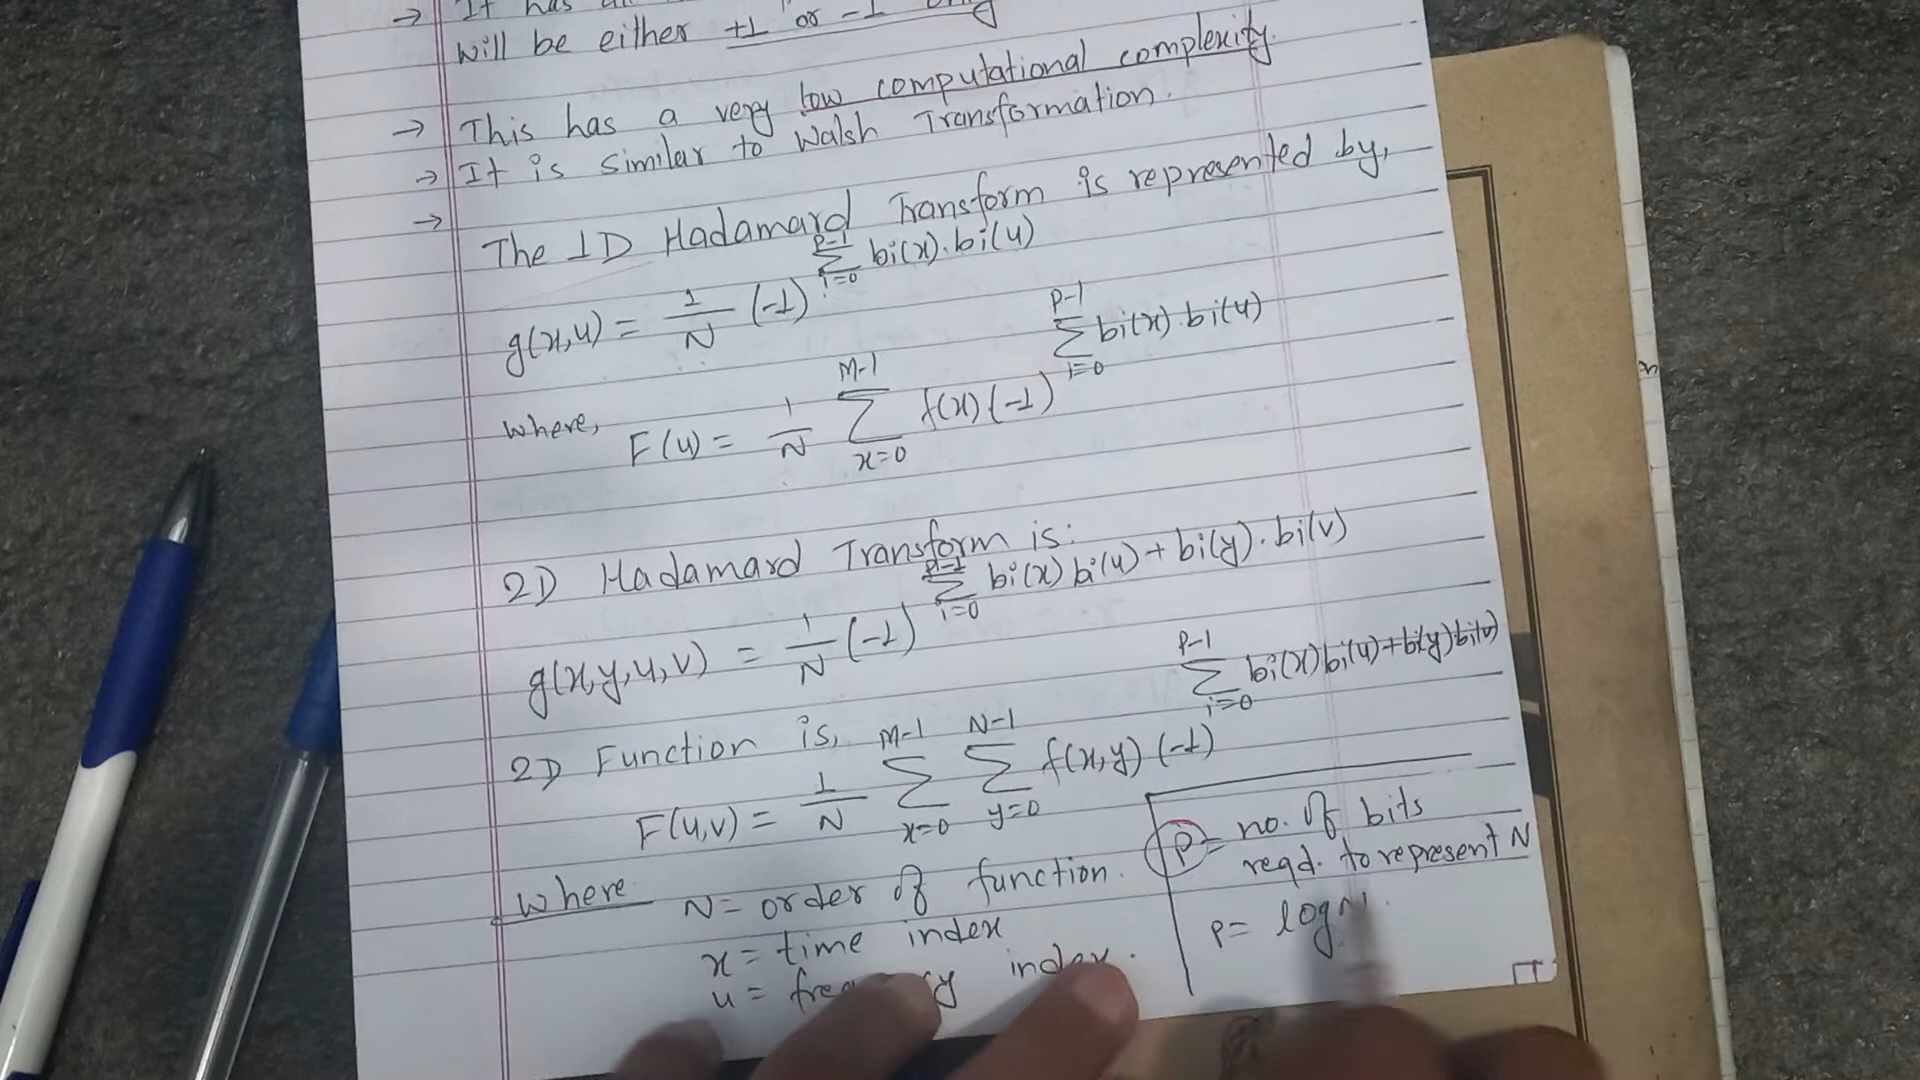 → It has
will be either +1 or -1 only
→ This has a very low computational complexity.
→ It is similar to Walsh Transformation.
→ The 1D Hadamard Transform is represented by,
g(x,u) = 1/N (-1)^ P-1 Σ i=0 bi(x).bi(u)
where, F(u) = 1/N M-1 Σ x=0 f(x)(-1)^ P-1 Σ i=0 bi(x).bi(u)
2D Hadamard Transform is:
g(x,y,u,v) = 1/N (-1)^ P-1 Σ i=0 bi(x)bi(u)+bi(y).bi(v)
2D Function is,
F(u,v) = 1/N M-1 Σ x=0 N-1 Σ y=0 f(x,y)(-1)^ P-1 Σ i=0 bi(x)bi(u)+bi(y)bi(v)
where N = order of function.
x = time index
u = index.
P = no. of bits
reqd. to represent N
P = log N